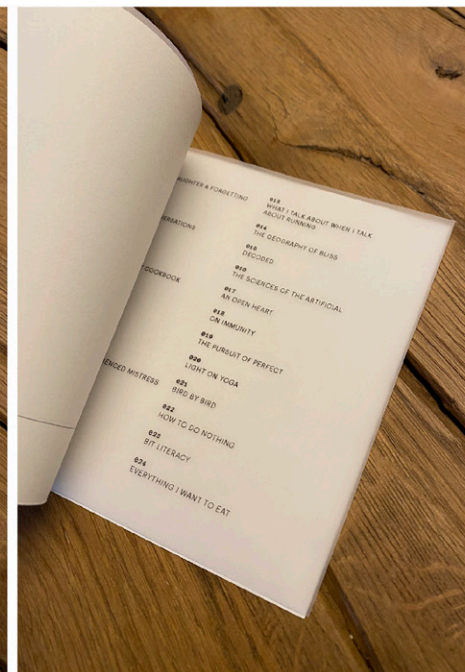 & FORGETTING
COOKBOOK
MISTRESS
013
WHAT I TALK ABOUT WHEN I TALK
ABOUT RUNNING
014
THE GEOGRAPHY OF BLISS
015
DECODED
016
THE SCIENCES OF THE ARTIFICIAL
017
AN OPEN HEART
018
ON IMMUNITY
019
THE PURSUIT OF PERFECT
020
LIGHT ON YOGA
021
BIRD BY BIRD
022
HOW TO DO NOTHING
023
BIT LITERACY
024
EVERYTHING I WANT TO EAT